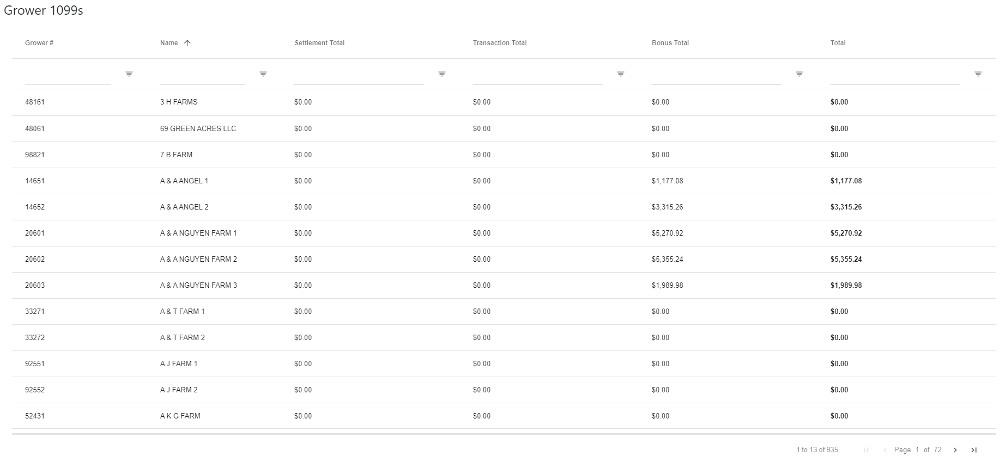 Grower 1099s
Grower # Name Settlement Total Transaction Total Bonus Total Total
48161 3 H FARMS $0.00 $0.00 $0.00 $0.00
48061 69 GREEN ACRES LLC $0.00 $0.00 $0.00 $0.00
98821 7 B FARM $0.00 $0.00 $0.00 $0.00
14651 A & A ANGEL 1 $0.00 $0.00 $1,177.08 $1,177.08
14652 A & A ANGEL 2 $0.00 $0.00 $3,315.26 $3,315.26
20601 A & A NGUYEN FARM 1 $0.00 $0.00 $5,270.92 $5,270.92
20602 A & A NGUYEN FARM 2 $0.00 $0.00 $5,355.24 $5,355.24
20603 A & A NGUYEN FARM 3 $0.00 $0.00 $1,989.98 $1,989.98
33271 A & T FARM 1 $0.00 $0.00 $0.00 $0.00
33272 A & T FARM 2 $0.00 $0.00 $0.00 $0.00
92551 A J FARM 1 $0.00 $0.00 $0.00 $0.00
92552 A J FARM 2 $0.00 $0.00 $0.00 $0.00
52431 A K G FARM $0.00 $0.00 $0.00 $0.00
1 to 13 of 935 Page 1 of 72